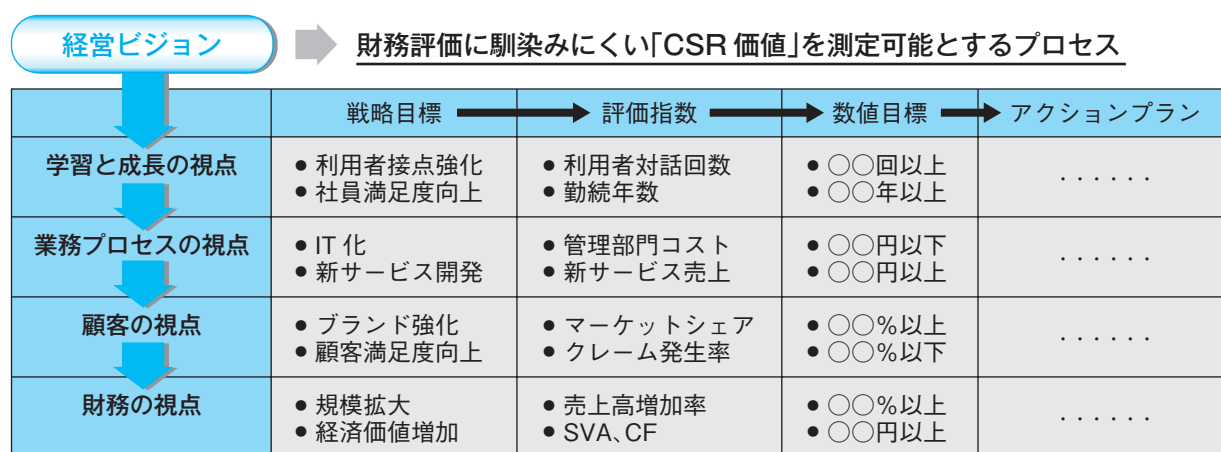 経営ビジョン
財務評価に馴染みにくい「CSR 価値」を測定可能とするプロセス
戦略目標 評価指数 数値目標 アクションプラン
学習と成長の視点
● 利用者接点強化 ● 利用者対話回数 ● ○○回以上
● 社員満足度向上 ● 勤続年数 ● ○○年以上
・・・・・・
業務プロセスの視点
● IT 化 ● 管理部門コスト ● ○○円以下
● 新サービス開発 ● 新サービス売上 ● ○○円以上
・・・・・・
顧客の視点
● ブランド強化 ● マーケットシェア ● ○○%以上
● 顧客満足度向上 ● クレーム発生率 ● ○○%以下
・・・・・・
財務の視点
● 規模拡大 ● 売上高増加率 ● ○○%以上
● 経済価値増加 ● SVA、CF ● ○○円以上
・・・・・・